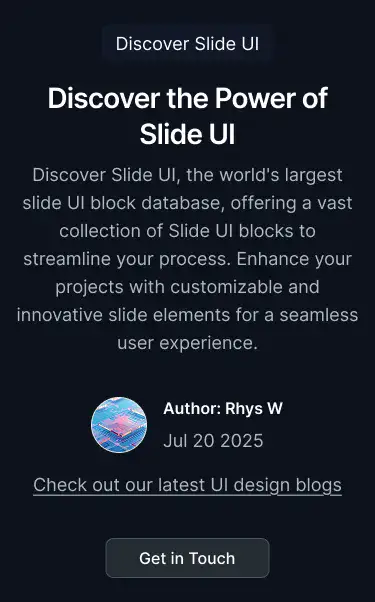 Discover Slide UI
Discover the Power of
Slide UI
Discover Slide UI, the world's largest
slide UI block database, offering a vast
collection of Slide UI blocks to
streamline your process. Enhance your
projects with customizable and
innovative slide elements for a seamless
user experience.
Author: Rhys W
Jul 20 2025
Check out our latest UI design blogs
Get in Touch